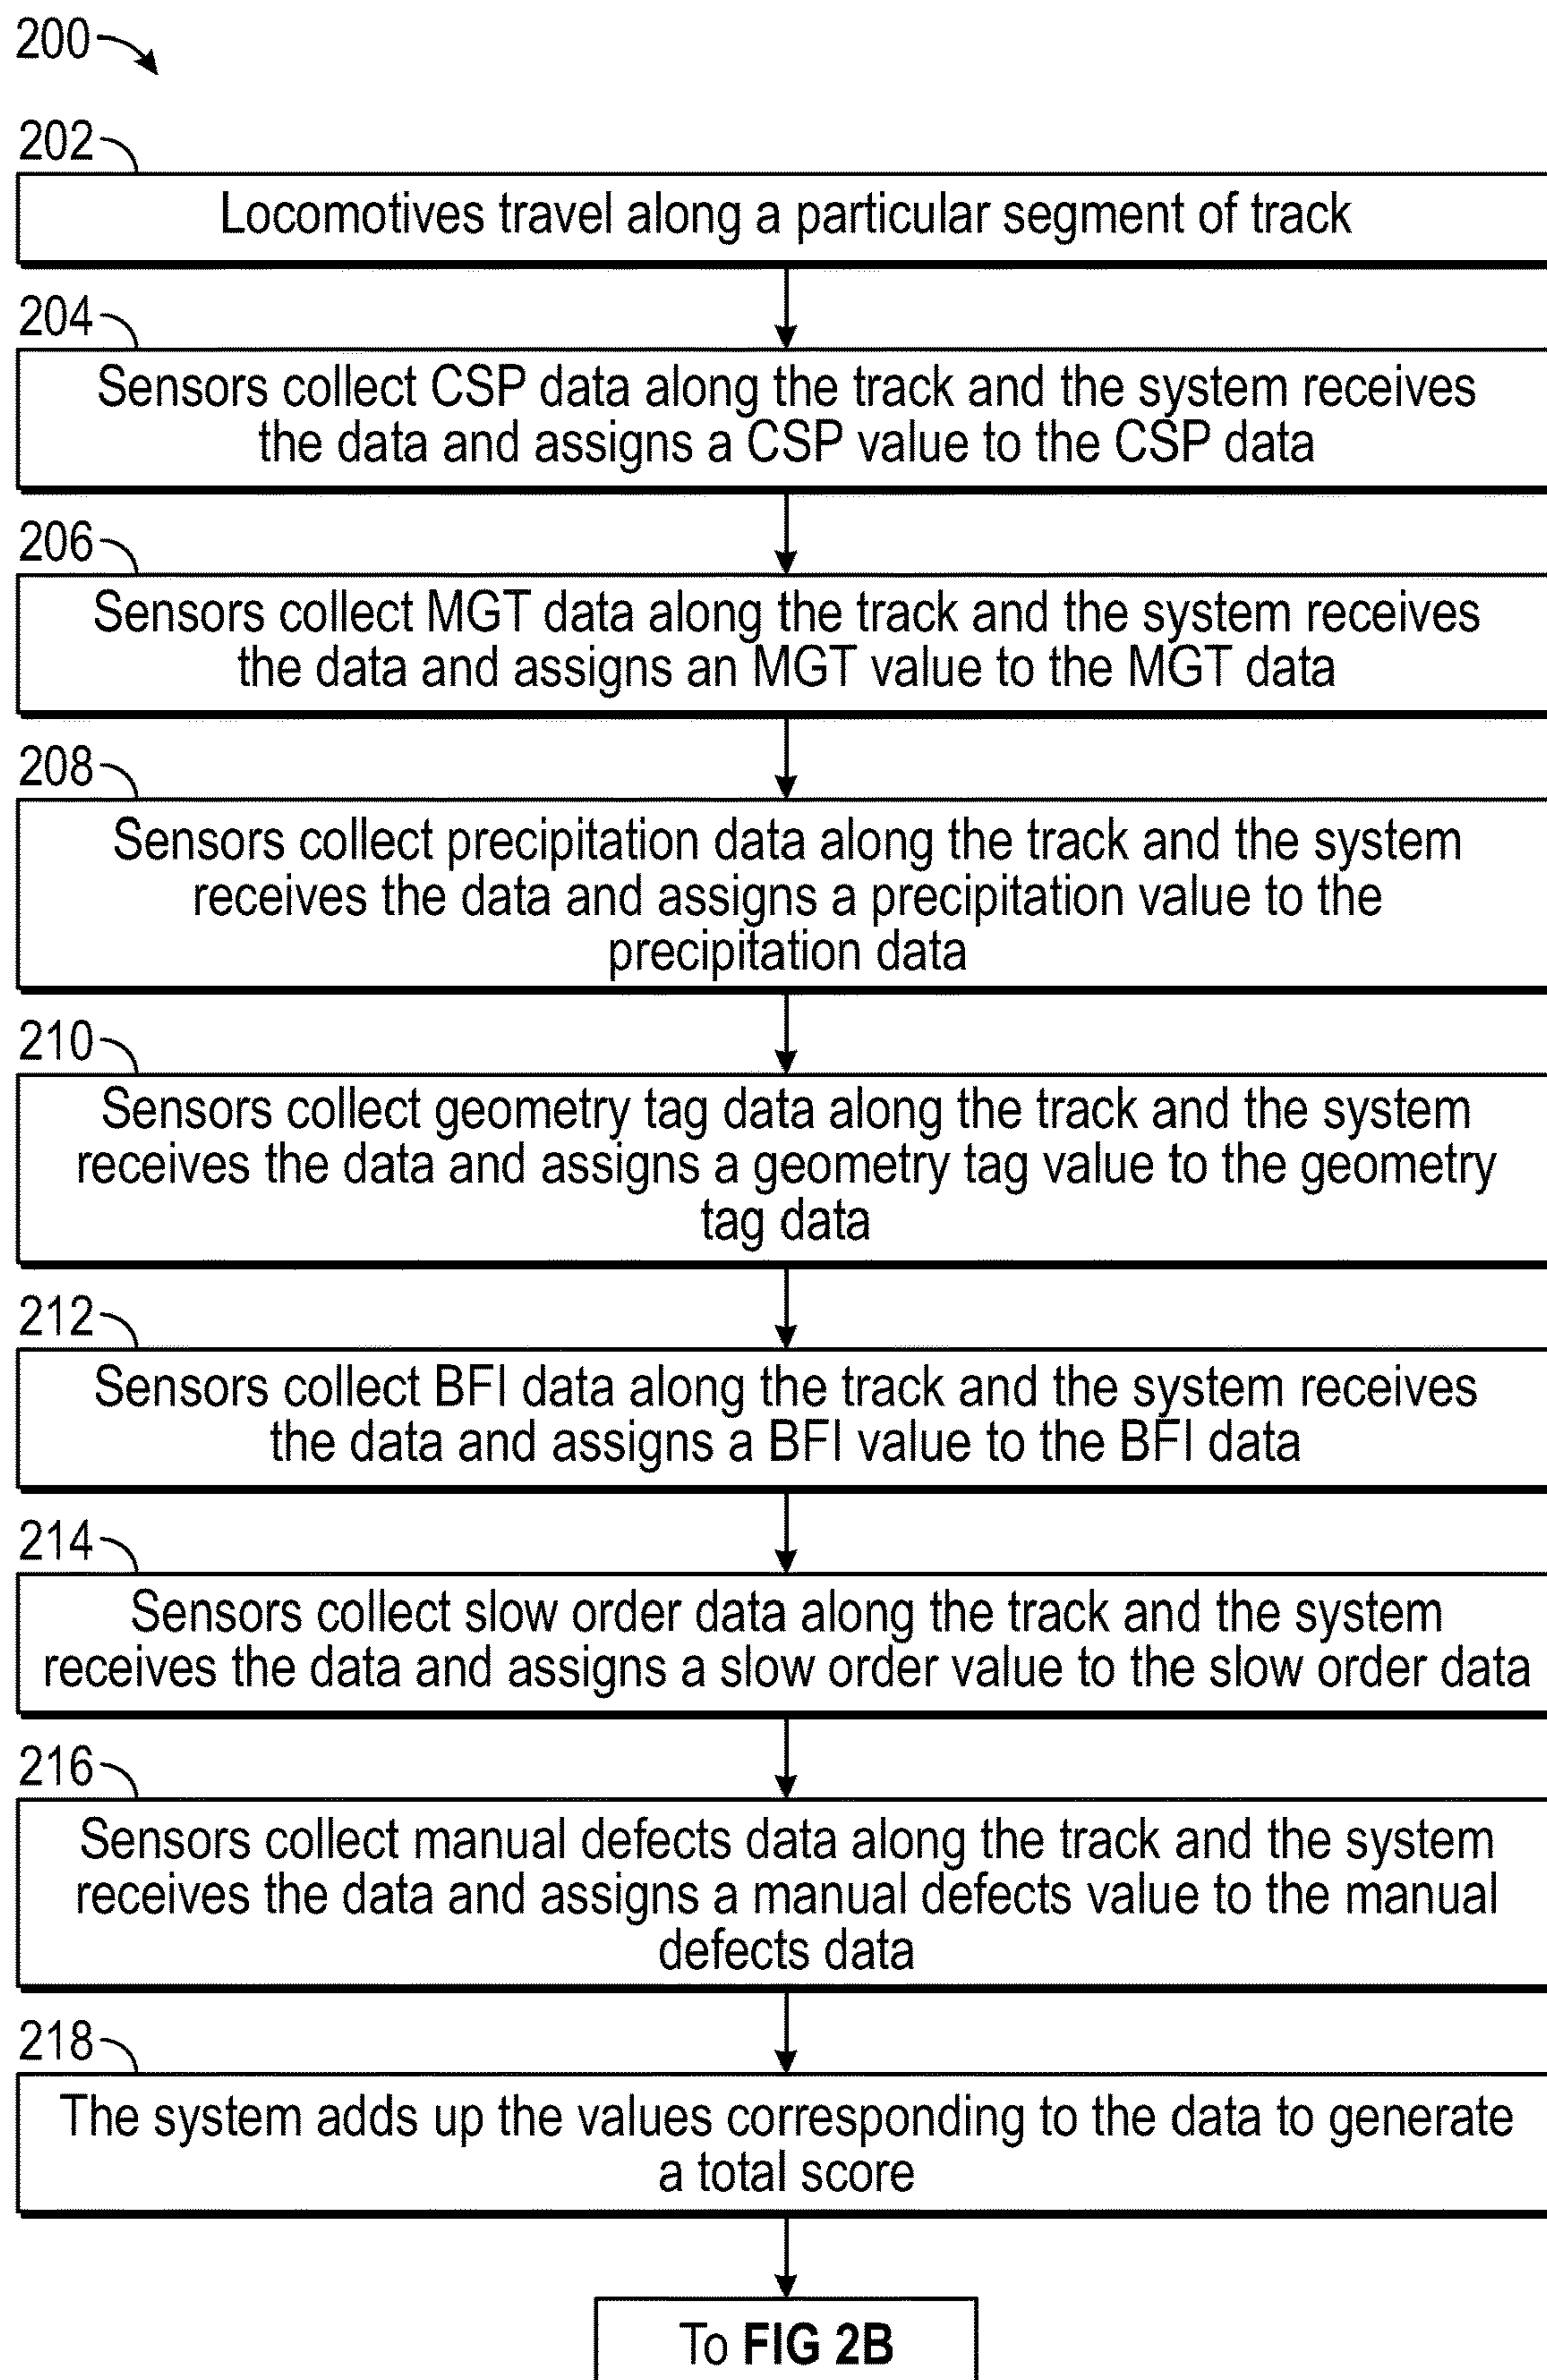 200
202
Locomotives travel along a particular segment of track
204
Sensors collect CSP data along the track and the system receives
the data and assigns a CSP value to the CSP data
206
Sensors collect MGT data along the track and the system receives
the data and assigns an MGT value to the MGT data
208
Sensors collect precipitation data along the track and the system
receives the data and assigns a precipitation value to the
precipitation data
210
Sensors collect geometry tag data along the track and the system
receives the data and assigns a geometry tag value to the geometry
tag data
212
Sensors collect BFI data along the track and the system receives
the data and assigns a BFI value to the BFI data
214
Sensors collect slow order data along the track and the system
receives the data and assigns a slow order value to the slow order data
216
Sensors collect manual defects data along the track and the system
receives the data and assigns a manual defects value to the manual
defects data
218
The system adds up the values corresponding to the data to generate
a total score
To FIG 2B